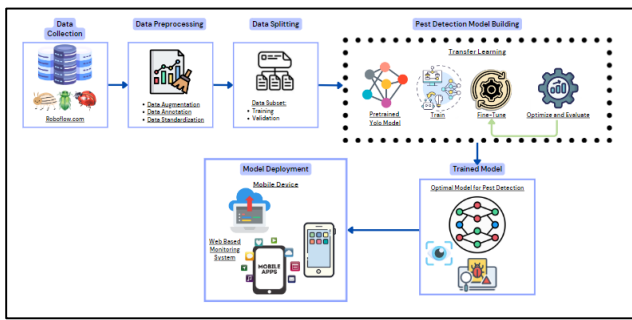 Data
Collection
Roboflow.com
Data Preprocessing
• Data Augmentation
• Data Annotation
• Data Standardization
Data Splitting
Data Subset:
• Training
• Validation
Pest Detection Model Building
Transfer Learning
Pretrained
Yolo Model
Train
Fine-Tune
Optimize and Evaluate
Model Deployment
Mobile Device
Web Based
Monitoring
System
MOBILE
APPS
Trained Model
Optimal Model for Pest Detection